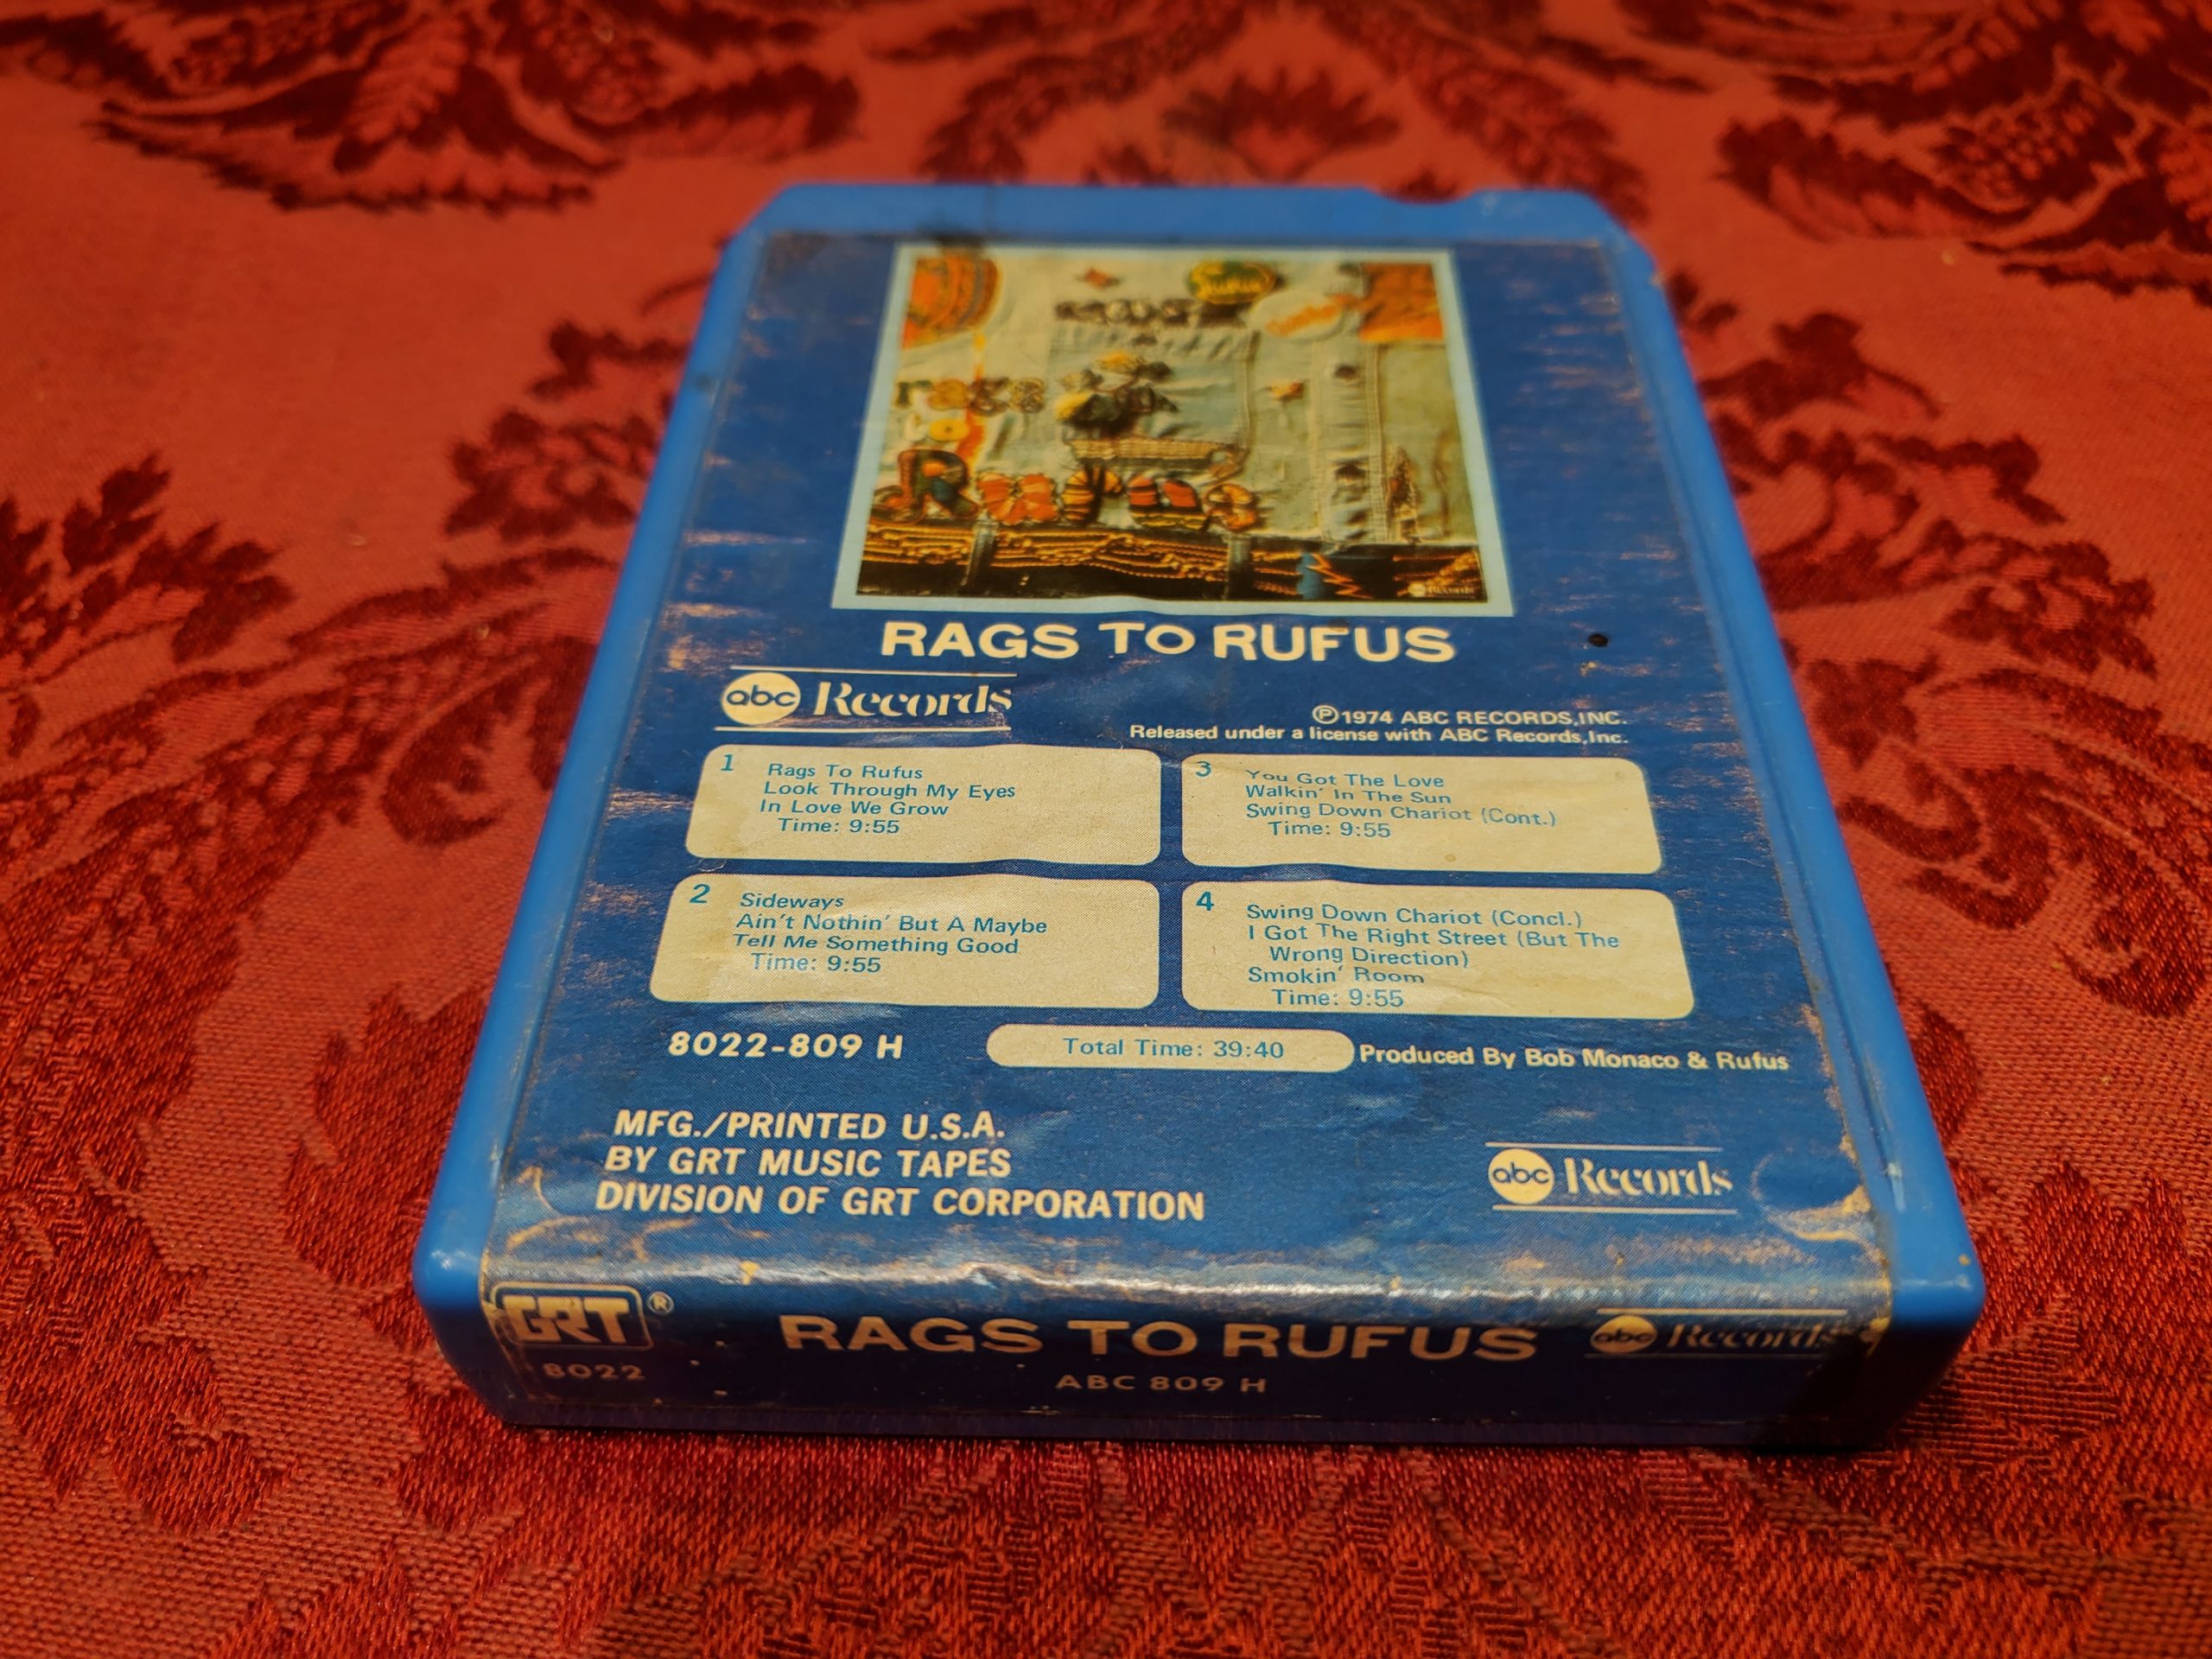 rags
to
Rufus
Records
RAGS TO RUFUS
abc Records
Ⓟ1974 ABC RECORDS,INC.
Released under a license with ABC Records,Inc.
1 Rags To Rufus
Look Through My Eyes
In Love We Grow
Time: 9:55
2 Sideways
Ain't Nothin' But A Maybe
Tell Me Something Good
Time: 9:55
3 You Got The Love
Walkin' In The Sun
Swing Down Chariot (Cont.)
Time: 9:55
4 Swing Down Chariot (Concl.)
I Got The Right Street (But The
Wrong Direction)
Smokin' Room
Time: 9:55
8022-809 H
Total Time: 39:40
Produced By Bob Monaco & Rufus
MFG./PRINTED U.S.A.
BY GRT MUSIC TAPES
DIVISION OF GRT CORPORATION
abc Records
GRT®
8022
RAGS TO RUFUS
ABC 809 H
abc Records